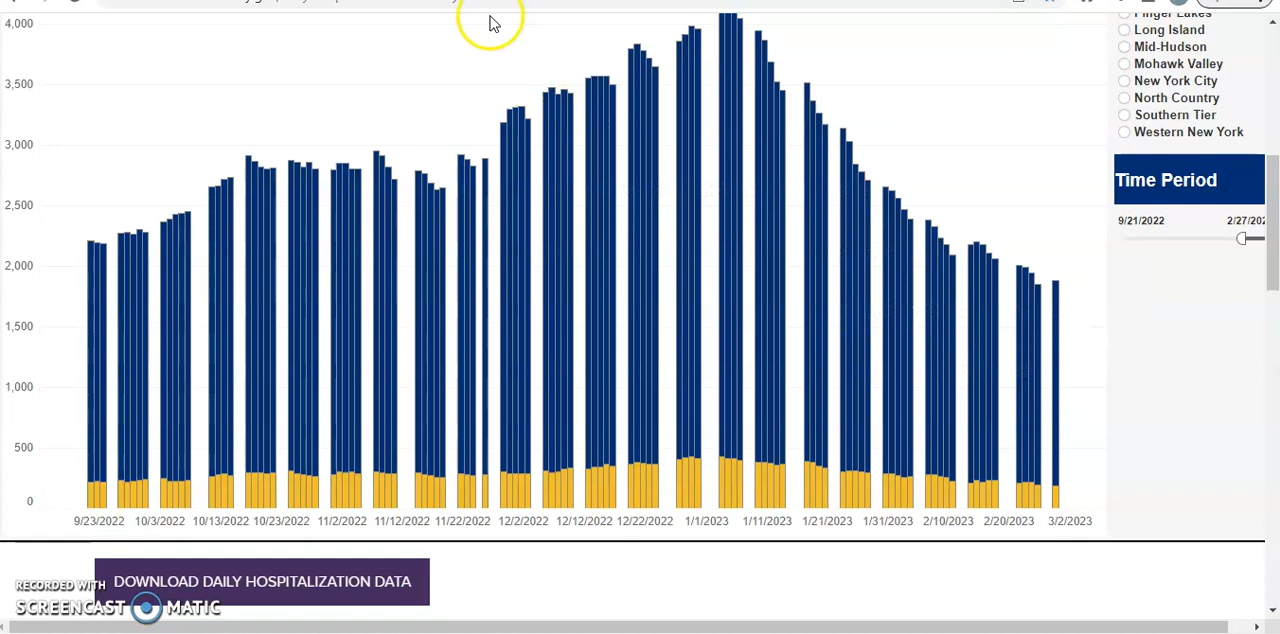 4,000
3,500
3,000
2,500
2,000
1,500
1,000
500
0
9/23/2022 10/3/2022 10/13/2022 10/23/2022 11/2/2022 11/12/2022 11/22/2022 12/2/2022 12/12/2022 12/22/2022 1/1/2023 1/11/2023 1/21/2023 1/31/2023 2/10/2023 2/20/2023 3/2/2023
Finger Lakes
Long Island
Mid-Hudson
Mohawk Valley
New York City
North Country
Southern Tier
Western New York
Time Period
9/21/2022 2/27/202
DOWNLOAD DAILY HOSPITALIZATION DATA
RECORDED WITH
SCREENCAST MATIC